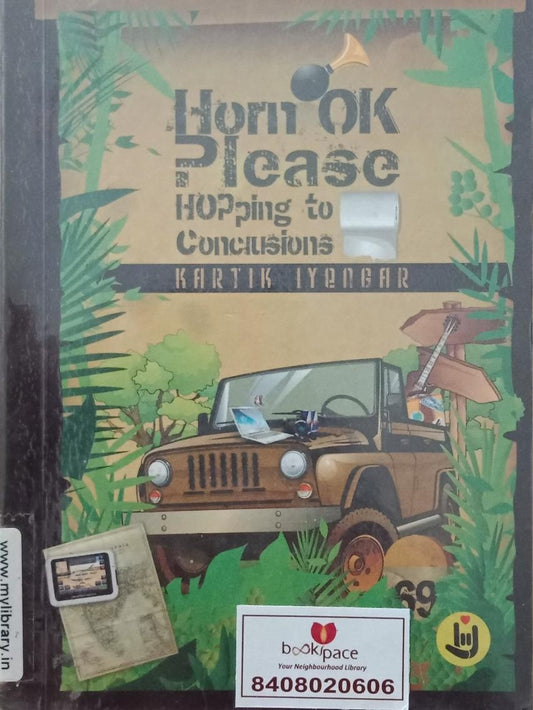 Horn OK
Please
HOPping to
Conclusions
KARTIK IYENGAR
69
www.mylibrary.in
bookspace
Your Neighbourhood Library
8408020606